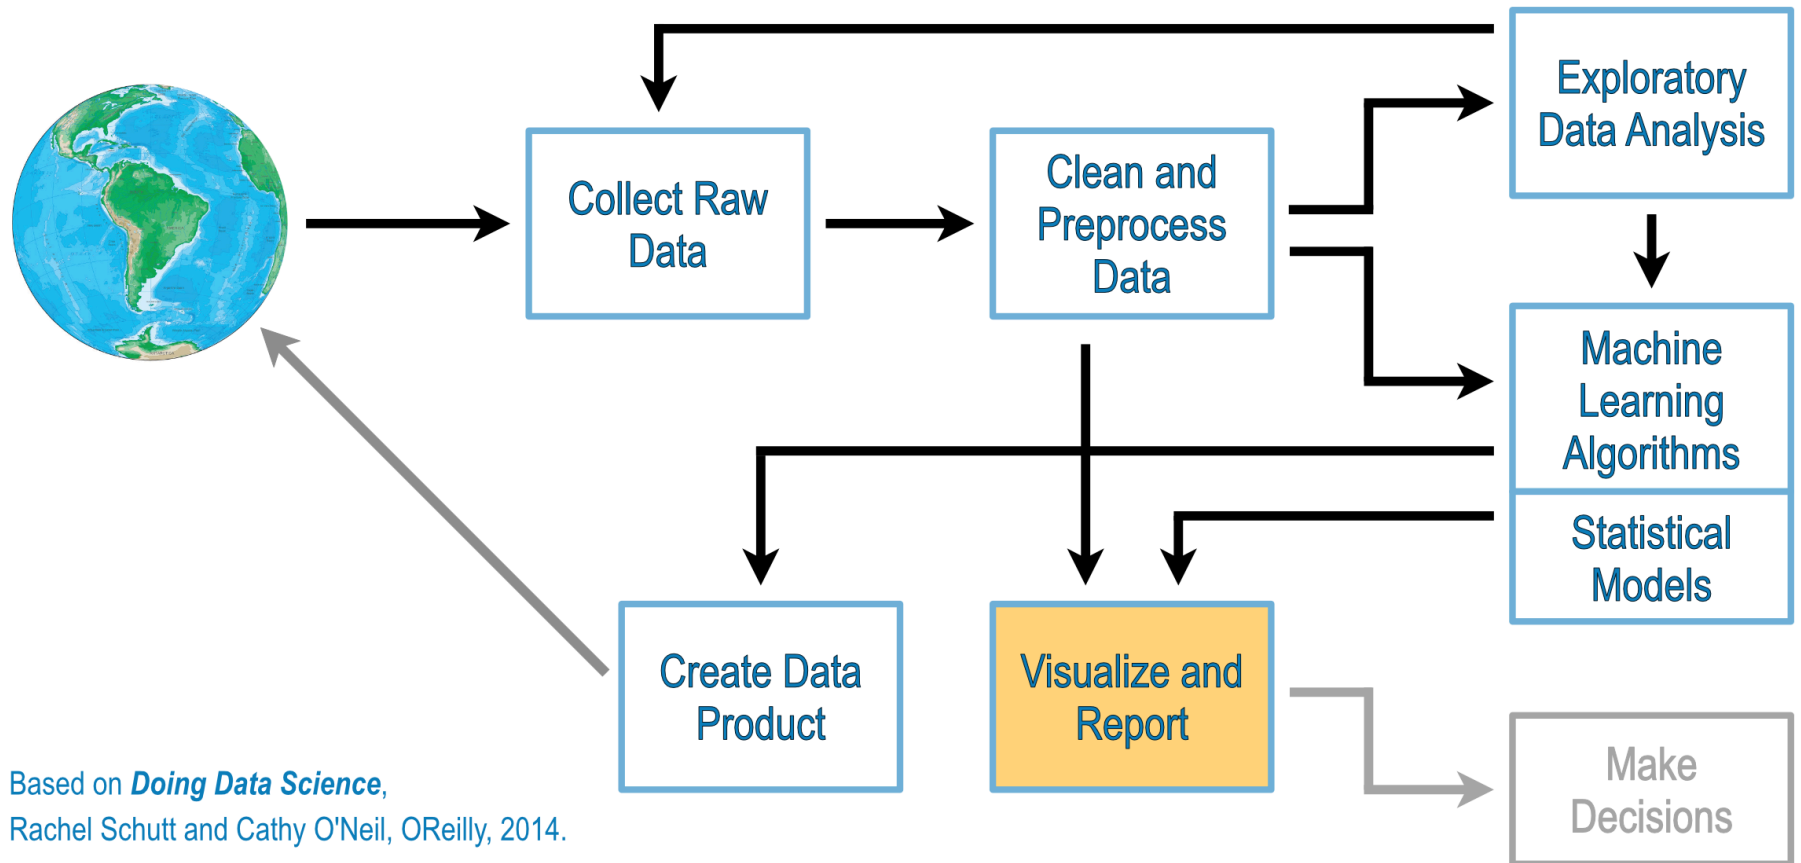 Exploratory
Data Analysis
Collect Raw
Data
Clean and
Preprocess
Data
Machine
Learning
Algorithms
Statistical
Models
Create Data
Product
Visualize and
Report
Make
Decisions
Based on Doing Data Science,
Rachel Schutt and Cathy O'Neil, OReilly, 2014.